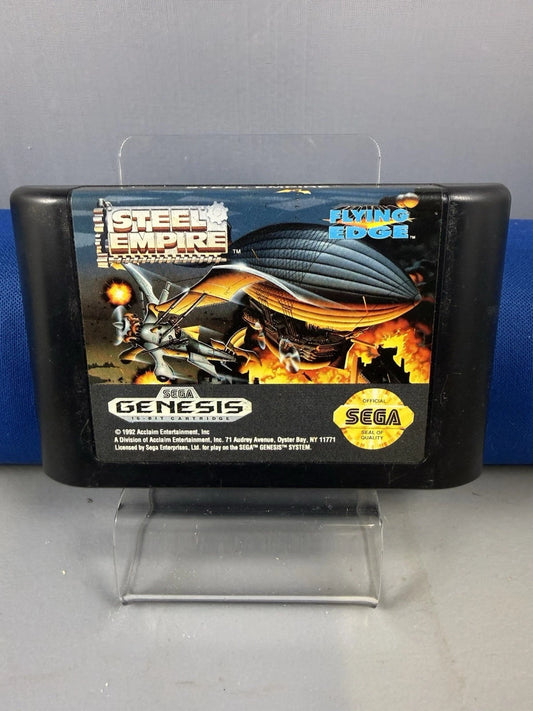 STEEL
EMPIRE™
FLYING
EDGE™
SEGA
GENESIS
16-BIT CARTRIDGE
OFFICIAL
SEGA
SEAL OF
QUALITY
© 1992 Acclaim Entertainment, Inc
A Division of Acclaim Entertainment, Inc. 71 Audrey Avenue, Oyster Bay, NY 11771
Licensed by Sega Enterprises, Ltd. for play on the SEGA™ GENESIS™ SYSTEM.